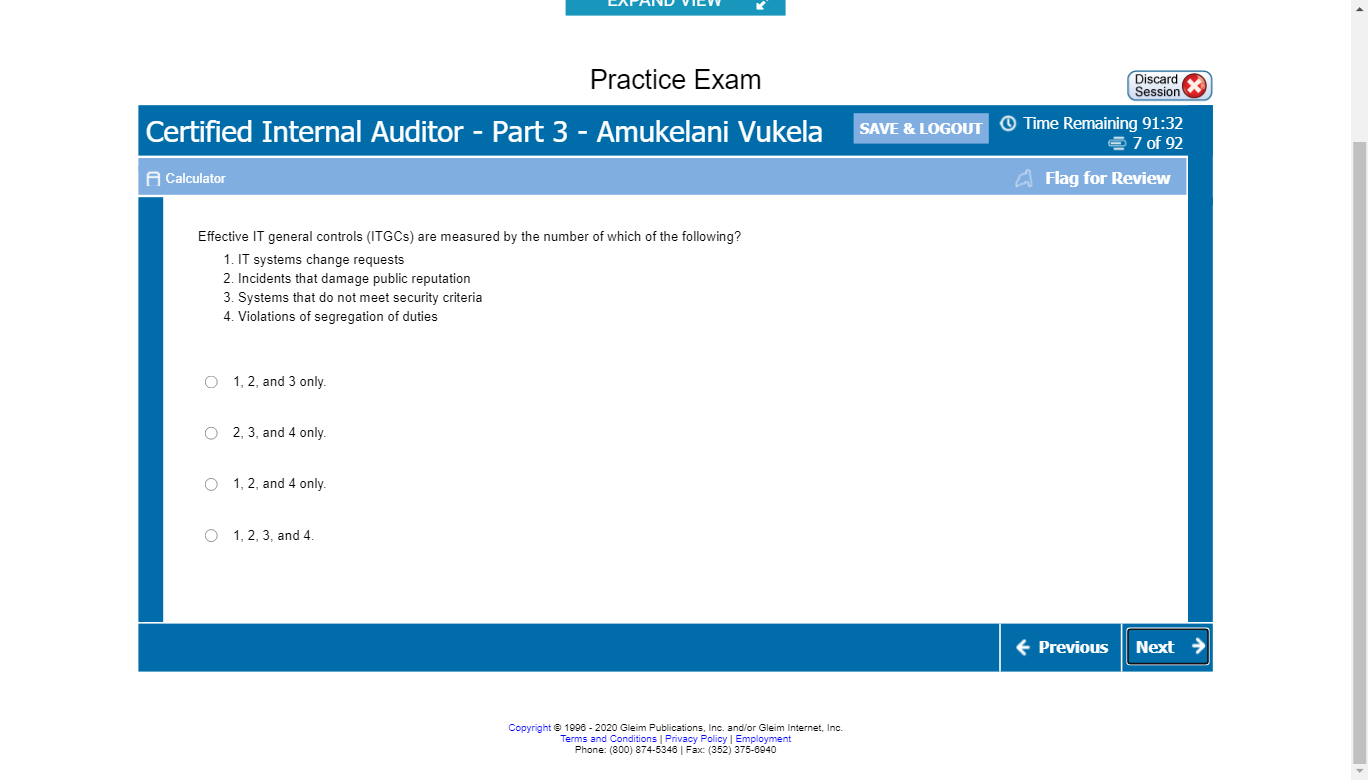 EXPAND VIEW
Practice Exam
Discard
Session
Certified Internal Auditor - Part 3 - Amukelani Vukela
SAVE & LOGOUT
Time Remaining 91:32
7 of 92
Calculator
Flag for Review
Effective IT general controls (ITGCs) are measured by the number of which of the following?
1. IT systems change requests
2. Incidents that damage public reputation
3. Systems that do not meet security criteria
4. Violations of segregation of duties
1, 2, and 3 only.
2, 3, and 4 only.
1, 2, and 4 only.
1, 2, 3, and 4.
Previous
Next
Copyright © 1996 - 2020 Gleim Publications, Inc. and/or Gleim Internet, Inc.
Terms and Conditions | Privacy Policy | Employment
Phone: (800) 874-5346 | Fax: (352) 375-6940